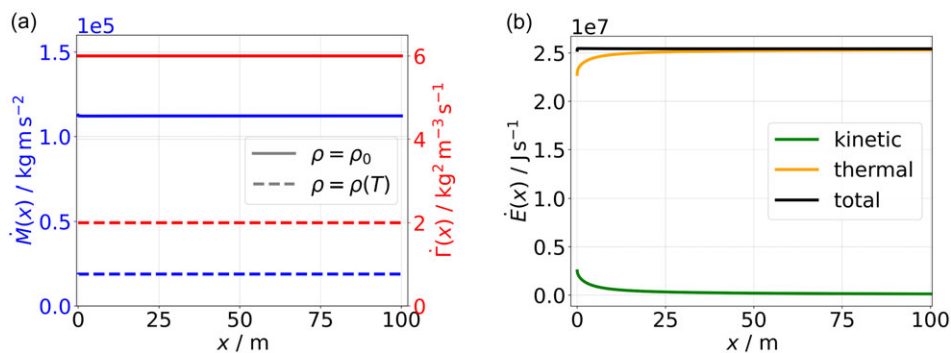 (a)
1e5
1.5
1.0
0.5
0.0
Ṁ(x) / kg m s⁻²
6
4
2
0
Γ̇(x) / kg² m⁻³ s⁻¹
ρ = ρ₀
ρ = ρ(T)
0 25 50 75 100
x / m
(b)
1e7
2.5
2.0
1.5
1.0
0.5
0.0
Ė(x) / J s⁻¹
kinetic
thermal
total
0 25 50 75 100
x / m